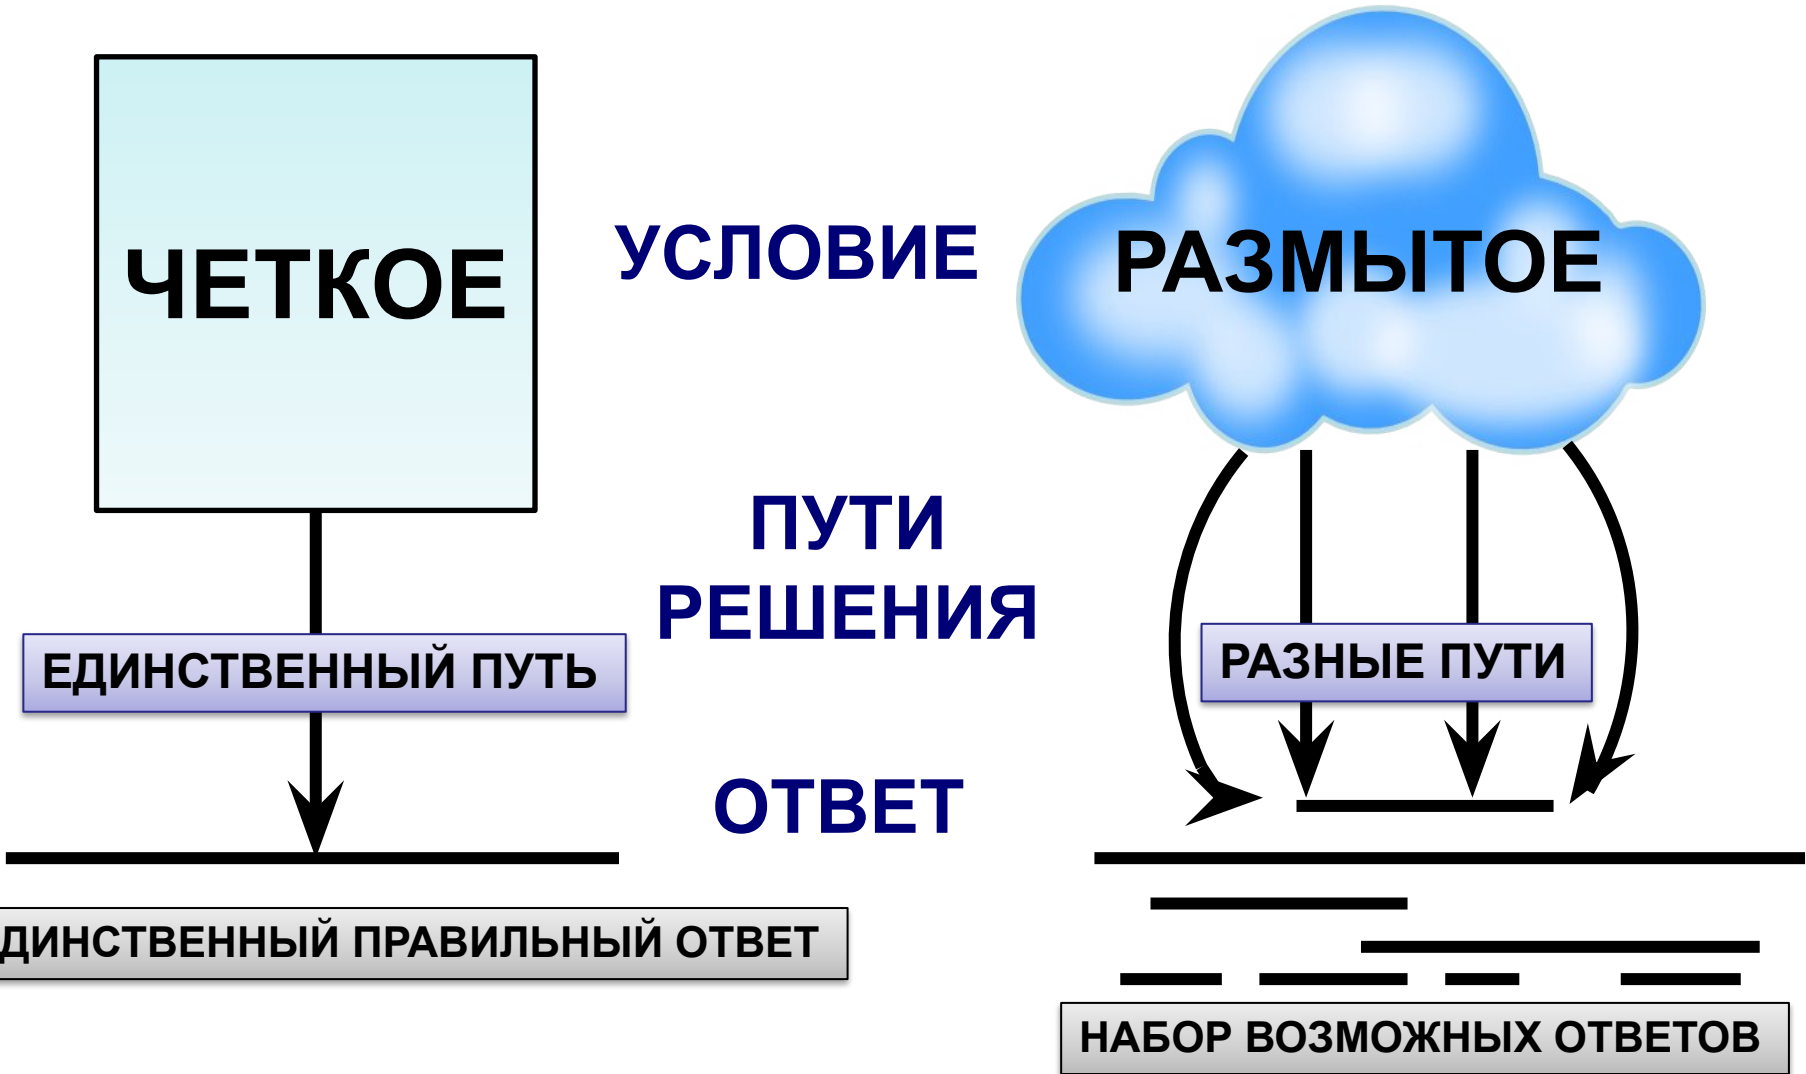 ЧЕТКОЕ
УСЛОВИЕ
РАЗМЫТОЕ
ПУТИ
РЕШЕНИЯ
ЕДИНСТВЕННЫЙ ПУТЬ
РАЗНЫЕ ПУТИ
ОТВЕТ
ДИНСТВЕННЫЙ ПРАВИЛЬНЫЙ ОТВЕТ
НАБОР ВОЗМОЖНЫХ ОТВЕТОВ